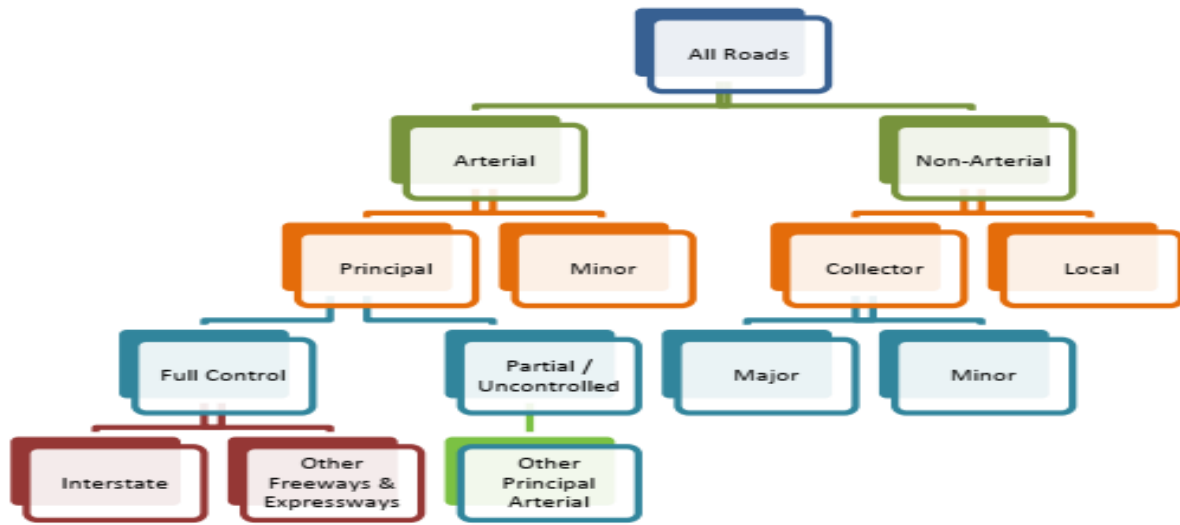 All Roads
Arterial
Non-Arterial
Principal
Minor
Collector
Local
Full Control
Partial /
Uncontrolled
Major
Minor
Interstate
Other
Freeways &
Expressways
Other
Principal
Arterial